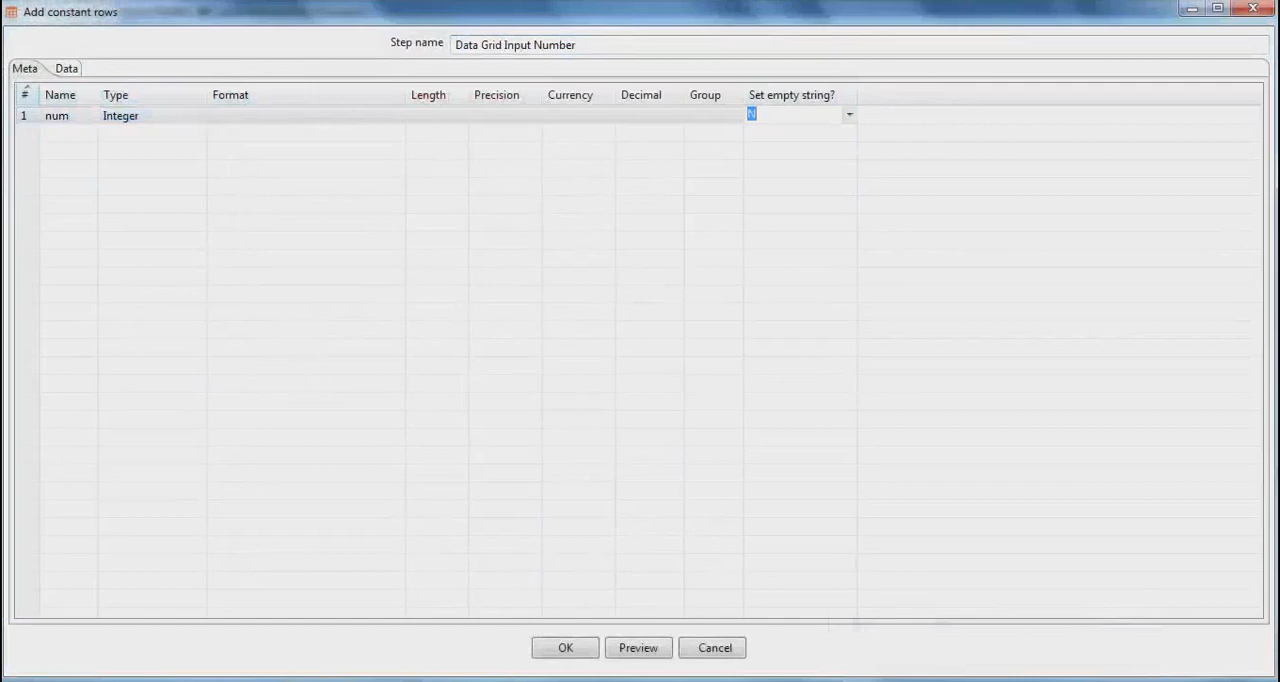 Add constant rows
Step name Data Grid Input Number
Meta Data
# Name Type Format Length Precision Currency Decimal Group Set empty string?
1 num Integer N
OK Preview Cancel